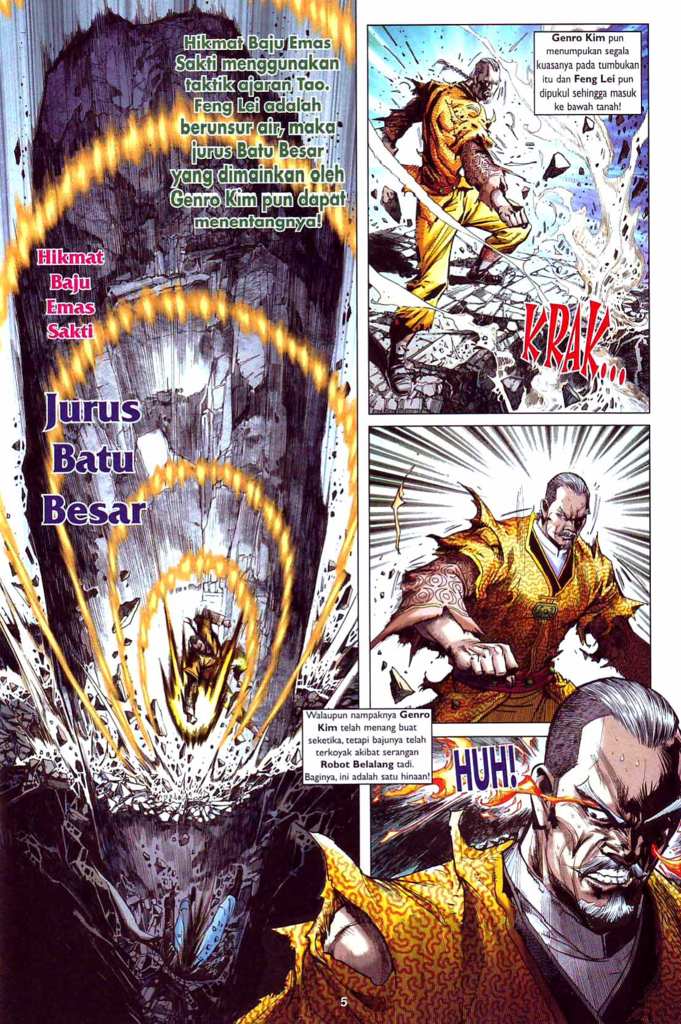 Hikmat Baju Emas
Sakti menggunakan
taktik ajaran Tao.
Feng Lei adalah
berunsur air, maka
jurus Batu Besar
yang dimainkan oleh
Genro Kim pun dapat
menentangnya!
Hikmat
Baju
Emas
Sakti
Jurus
Batu
Besar
Genro Kim pun
menumpukan segala
kuasanya pada tumbukan
itu dan Feng Lei pun
dipukul sehingga masuk
ke bawah tanah!
KRAK...
Walaupun nampaknya Genro
Kim telah menang buat
seketika, tetapi bajunya telah
terkoyak akibat serangan
Robot Belalang tadi.
Baginya, ini adalah satu hinaan!
HUH!
5